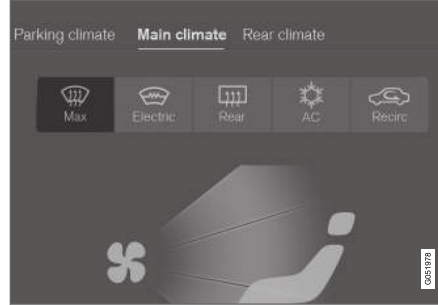 Parking climate Main climate Rear climate
Max Electric Rear AC Recirc
G051978